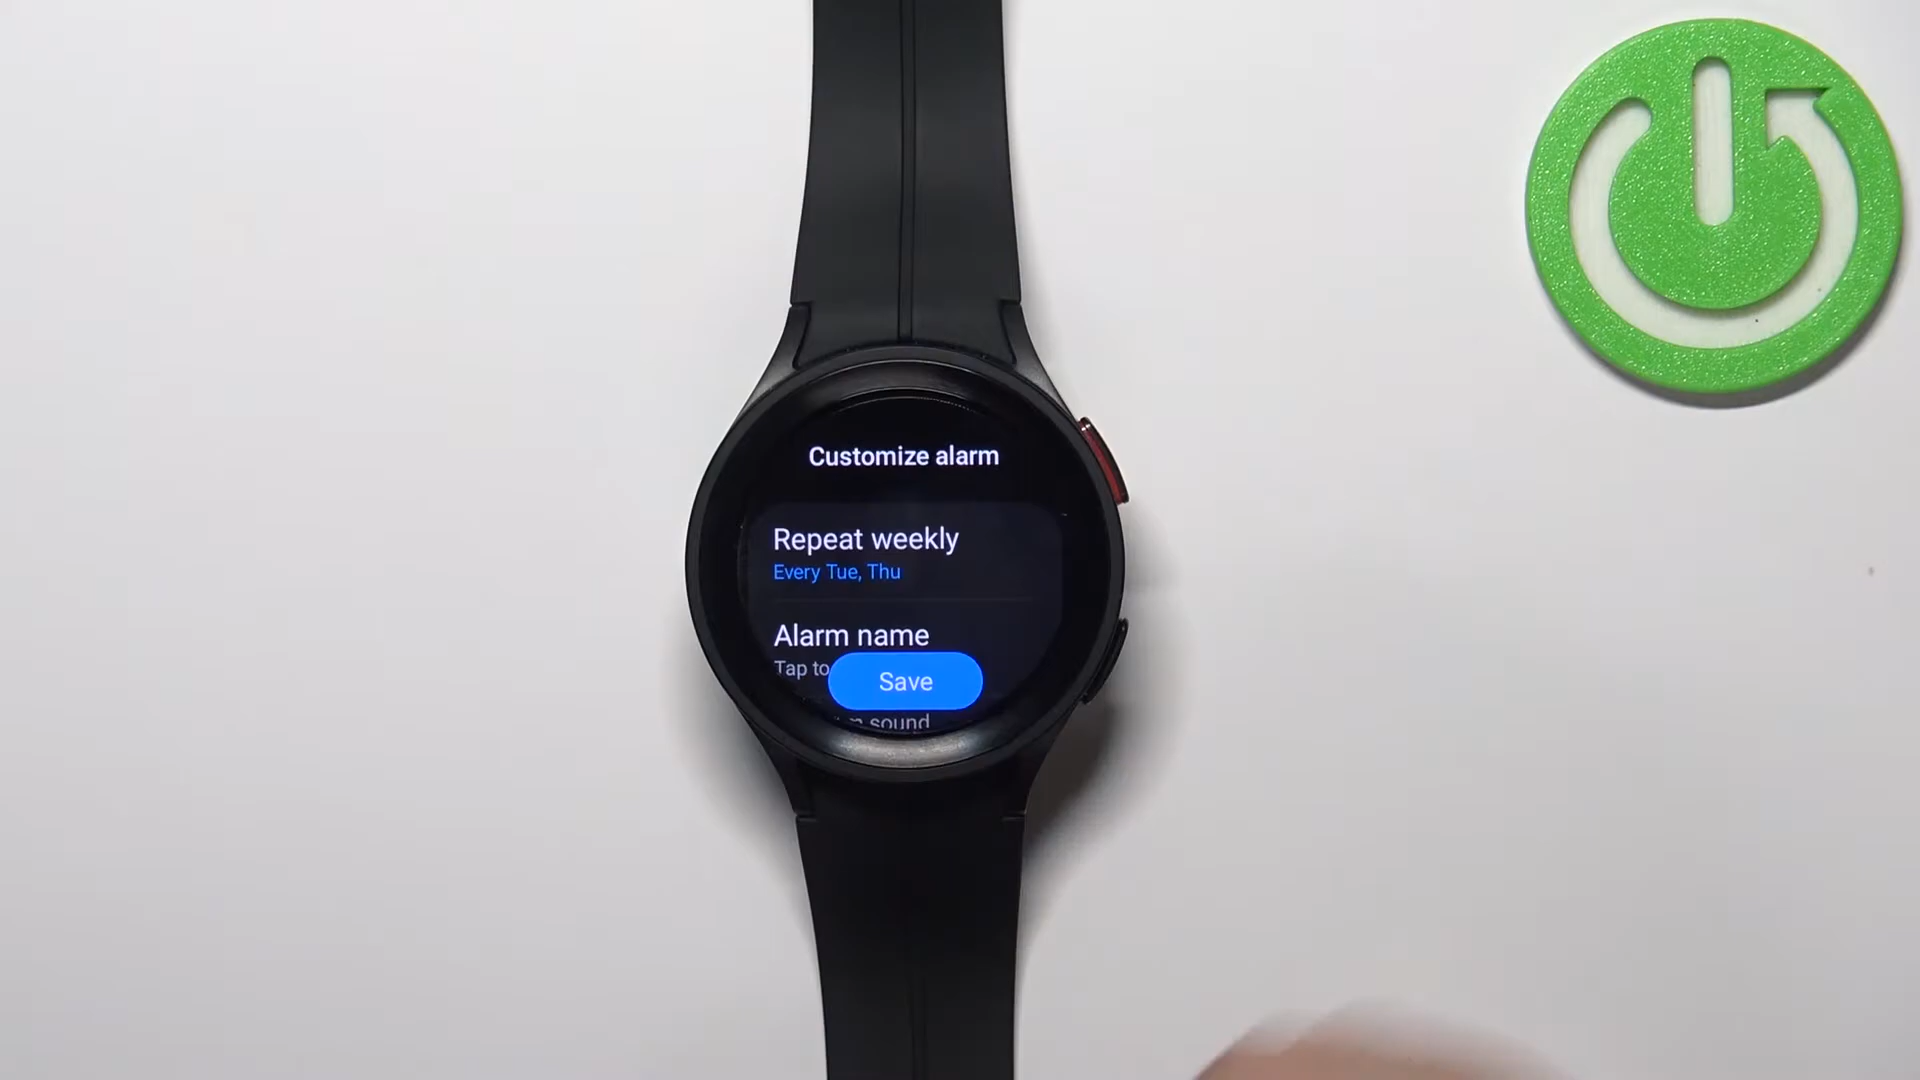 Customize alarm
Repeat weekly
Every Tue, Thu
Alarm name
Tap to
Save
sound